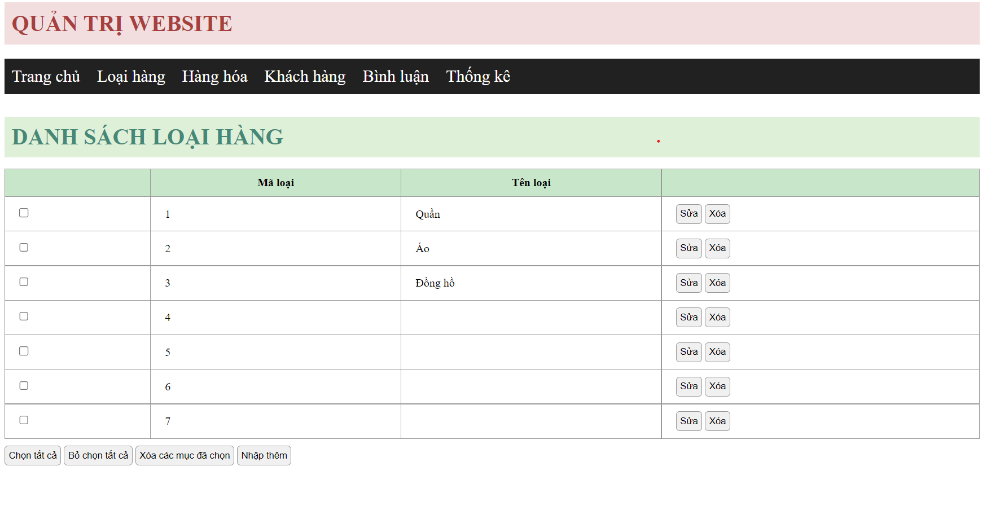 QUẢN TRỊ WEBSITE
Trang chủ Loại hàng Hàng hóa Khách hàng Bình luận Thống kê
DANH SÁCH LOẠI HÀNG
Mã loại Tên loại
1 Quần Sửa Xóa
2 Áo Sửa Xóa
3 Đồng hồ Sửa Xóa
4 Sửa Xóa
5 Sửa Xóa
6 Sửa Xóa
7 Sửa Xóa
Chọn tất cả Bỏ chọn tất cả Xóa các mục đã chọn Nhập thêm